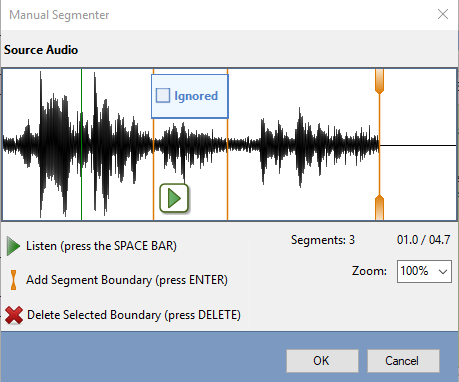 Manual Segmenter
Source Audio
Ignored
Listen (press the SPACE BAR)
Segments: 3 01.0 / 04.7
Add Segment Boundary (press ENTER)
Zoom: 100%
Delete Selected Boundary (press DELETE)
OK Cancel